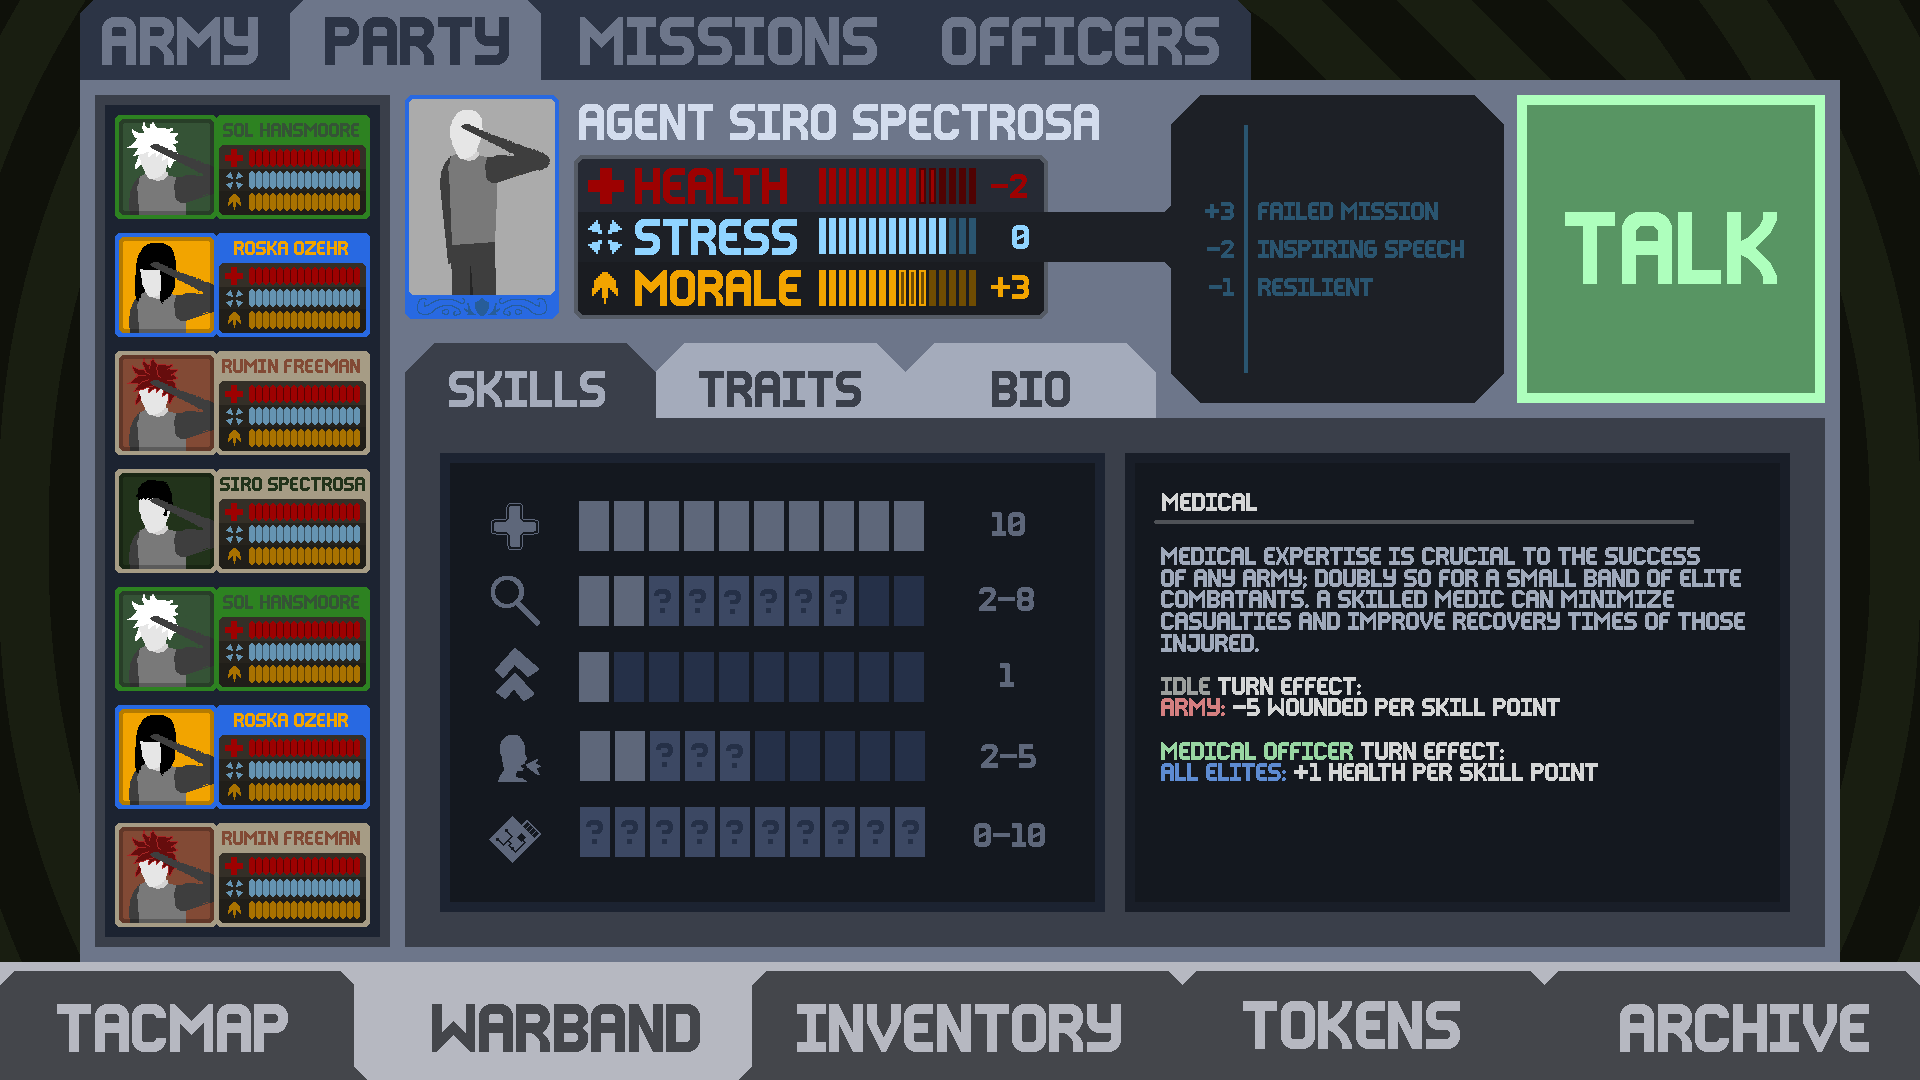 ARMY
PARTY
MISSIONS
OFFICERS
SOL HANSMOORE
ROSKA OZEHR
RUMIN FREEMAN
SIRO SPECTROSA
SOL HANSMOORE
ROSKA OZEHR
RUMIN FREEMAN
AGENT SIRO SPECTROSA
HEALTH -2
STRESS 0
MORALE +3
+3 FAILED MISSION
-2 INSPIRING SPEECH
-1 RESILIENT
TALK
SKILLS
TRAITS
BIO
10
? ? ? ? ? ? 2-8
1
? ? ? 2-5
? ? ? ? ? ? ? ? ? ? 0-10
MEDICAL
MEDICAL EXPERTISE IS CRUCIAL TO THE SUCCESS
OF ANY ARMY; DOUBLY SO FOR A SMALL BAND OF ELITE
COMBATANTS. A SKILLED MEDIC CAN MINIMIZE
CASUALTIES AND IMPROVE RECOVERY TIMES OF THOSE
INJURED.
IDLE TURN EFFECT:
ARMY: -5 WOUNDED PER SKILL POINT
MEDICAL OFFICER TURN EFFECT:
ALL ELITES: +1 HEALTH PER SKILL POINT
TACMAP
WARBAND
INVENTORY
TOKENS
ARCHIVE